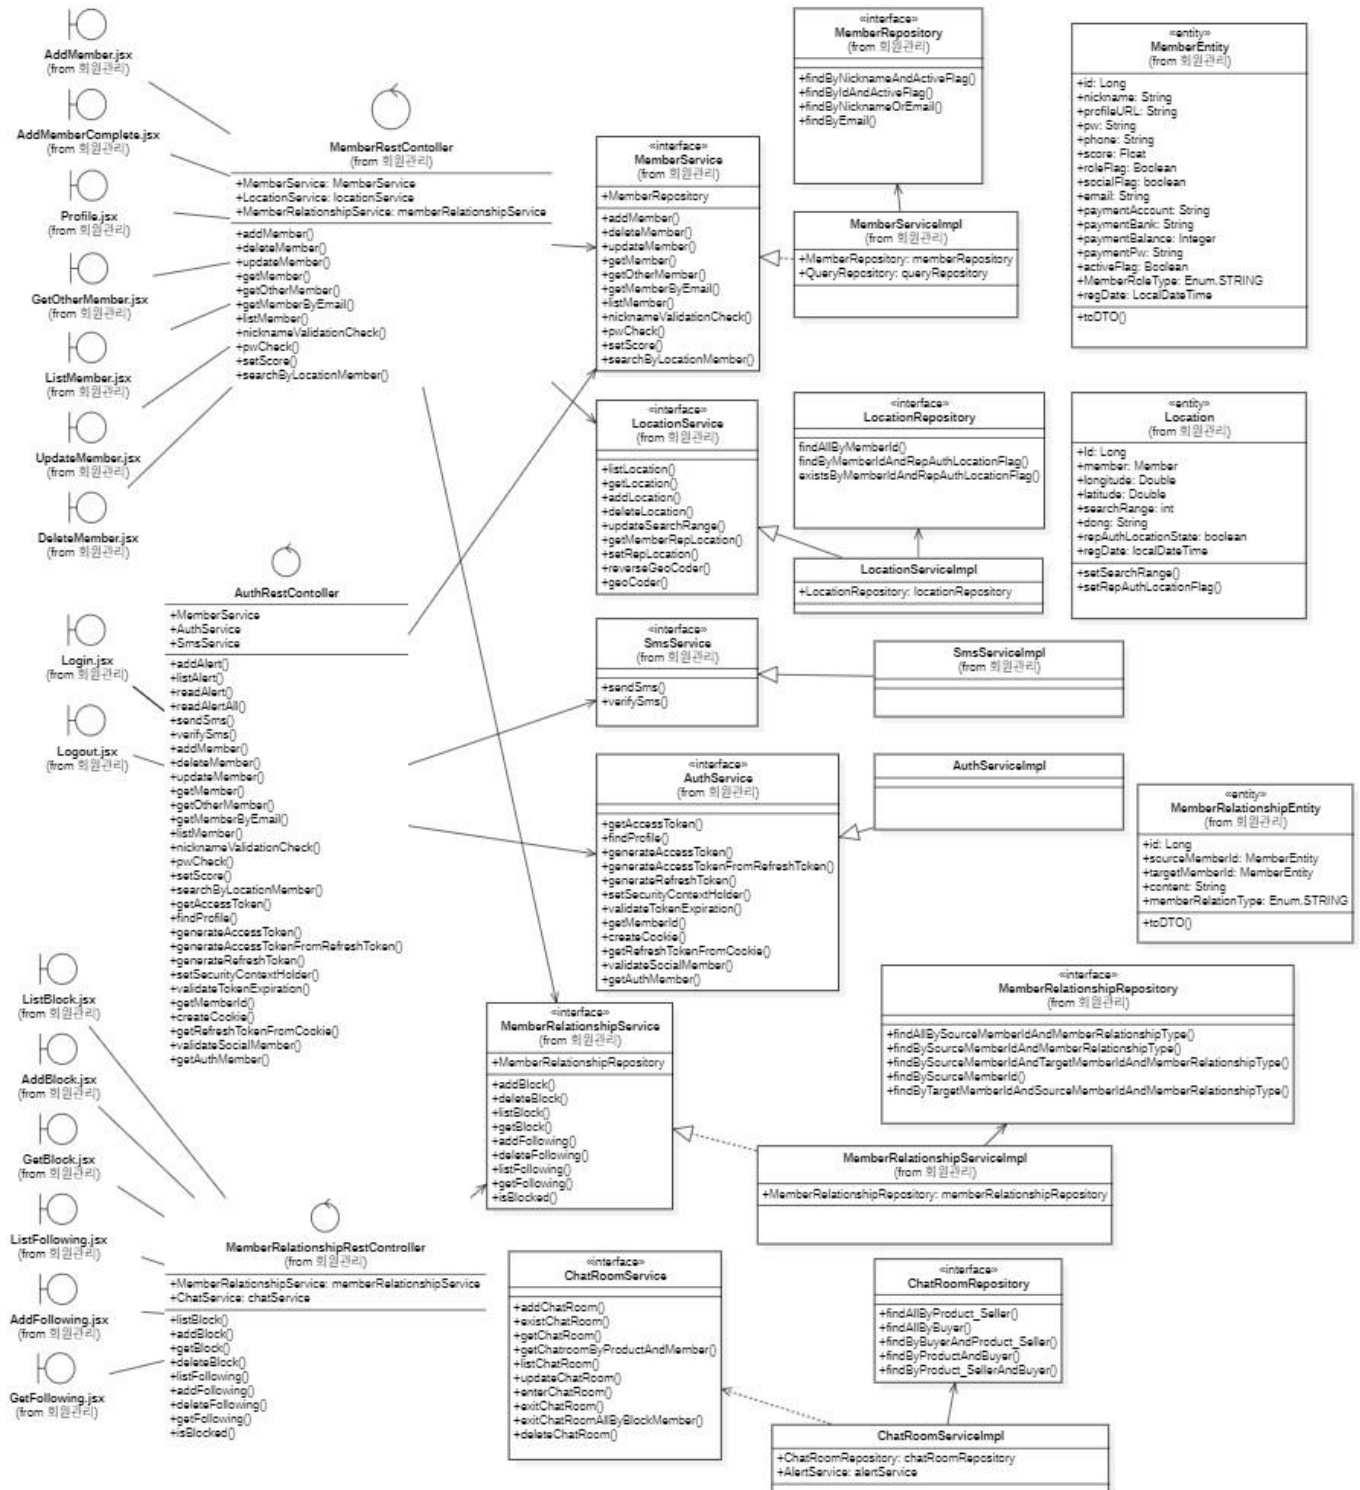 AddMember.jsx
(from 회원관리)
AddMemberComplete.jsx
(from 회원관리)
Profile.jsx
(from 회원관리)
GetOtherMember.jsx
(from 회원관리)
ListMember.jsx
(from 회원관리)
UpdateMember.jsx
(from 회원관리)
DeleteMember.jsx
(from 회원관리)
Login.jsx
(from 회원관리)
Logout.jsx
(from 회원관리)
ListBlock.jsx
(from 회원관리)
AddBlock.jsx
(from 회원관리)
GetBlock.jsx
(from 회원관리)
ListFollowing.jsx
(from 회원관리)
AddFollowing.jsx
(from 회원관리)
GetFollowing.jsx
(from 회원관리)
MemberRestContoller
(from 회원관리)
+MemberService: MemberService
+LocationService: locationService
+MemberRelationshipService: memberRelationshipService
+addMember()
+deleteMember()
+updateMember()
+getMember()
+getOtherMember()
+getMemberByEmail()
+listMember()
+nicknameValidationCheck()
+pwCheck()
+setScore()
+searchByLocationMember()
AuthRestContoller
+MemberService
+AuthService
+SmsService
+addAlert()
+listAlert()
+readAlert()
+readAlertAll()
+sendSms()
+verifySms()
+addMember()
+deleteMember()
+updateMember()
+getMember()
+getOtherMember()
+getMemberByEmail()
+listMember()
+nicknameValidationCheck()
+pwCheck()
+setScore()
+searchByLocationMember()
+getAccessToken()
+findProfile()
+generateAccessToken()
+generateAccessTokenFromRefreshToken()
+generateRefreshToken()
+setSecurityContextHolder()
+validateTokenExpiration()
+getMemberId()
+createCookie()
+getRefreshTokenFromCookie()
+validateSocialMember()
+getAuthMember()
MemberRelationshipRestController
(from 회원관리)
+MemberRelationshipService: memberRelationshipService
+ChatService: chatService
+listBlock()
+addBlock()
+getBlock()
+deleteBlock()
+listFollowing()
+addFollowing()
+deleteFollowing()
+getFollowing()
+isBlocked()
«interface»
MemberService
(from 회원관리)
+MemberRepository
+addMember()
+deleteMember()
+updateMember()
+getMember()
+getOtherMember()
+getMemberByEmail()
+listMember()
+nicknameValidationCheck()
+pwCheck()
+setScore()
+searchByLocationMember()
«interface»
LocationService
(from 회원관리)
+listLocation()
+getLocation()
+addLocation()
+deleteLocation()
+updateSearchRange()
+getMemberRepLocation()
+setRepLocation()
+reverseGeoCoder()
+geoCoder()
«interface»
SmsService
(from 회원관리)
+sendSms()
+verifySms()
«interface»
AuthService
(from 회원관리)
+getAccessToken()
+findProfile()
+generateAccessToken()
+generateAccessTokenFromRefreshToken()
+generateRefreshToken()
+setSecurityContextHolder()
+validateTokenExpiration()
+getMemberId()
+createCookie()
+getRefreshTokenFromCookie()
+validateSocialMember()
+getAuthMember()
«interface»
MemberRelationshipService
(from 회원관리)
+MemberRelationshipRepository
+addBlock()
+deleteBlock()
+listBlock()
+getBlock()
+addFollowing()
+deleteFollowing()
+listFollowing()
+getFollowing()
+isBlocked()
«interface»
ChatRoomService
+addChatRoom()
+existChatRoom()
+getChatRoom()
+getChatroomByProductAndMember()
+listChatRoom()
+updateChatRoom()
+enterChatRoom()
+exitChatRoom()
+exitChatRoomAllByBlockMember()
+deleteChatRoom()
«interface»
MemberRepository
(from 회원관리)
+findByNicknameAndActiveFlag()
+findByIdAndActiveFlag()
+findByNicknameOrEmail()
+findByEmail()
MemberServiceImpl
(from 회원관리)
+MemberRepository: memberRepository
+QueryRepository: queryRepository
«interface»
LocationRepository
findAllByMemberId()
findByMemberIdAndRepAuthLocationFlag()
existsByMemberIdAndRepAuthLocationFlag()
LocationServiceImpl
+LocationRepository: locationRepository
SmsServiceImpl
(from 회원관리)
AuthServiceImpl
«entity»
MemberEntity
(from 회원관리)
+id: Long
+nickname: String
+profileURL: String
+pw: String
+phone: String
+score: Float
+roleFlag: Boolean
+socialFlag: boolean
+email: String
+paymentAccount: String
+paymentBank: String
+paymentBalance: Integer
+paymentPw: String
+activeFlag: Boolean
+MemberRoleType: Enum.STRING
+regDate: LocalDateTime
+toDTO()
«entity»
Location
(from 회원관리)
+Id: Long
+member: Member
+longitude: Double
+latitude: Double
+searchRange: int
+dong: String
+repAuthLocationState: boolean
+regDate: localDateTime
+setSearchRange()
+setRepAuthLocationFlag()
«entity»
MemberRelationshipEntity
(from 회원관리)
+id: Long
+sourceMemberId: MemberEntity
+targetMemberId: MemberEntity
+content: String
+memberRelationType: Enum.STRING
+toDTO()
«interface»
MemberRelationshipRepository
(from 회원관리)
+findAllBySourceMemberIdAndMemberRelationshipType()
+findBySourceMemberIdAndMemberRelationshipType()
+findBySourceMemberIdAndTargetMemberIdAndMemberRelationshipType()
+findBySourceMemberId()
+findByTargetMemberIdAndSourceMemberIdAndMemberRelationshipType()
MemberRelationshipServiceImpl
(from 회원관리)
+MemberRelationshipRepository: memberRelationshipRepository
«interface»
ChatRoomRepository
+findAllByProduct_Seller()
+findAllByBuyer()
+findByBuyerAndProduct_Seller()
+findByProductAndBuyer()
+findByProduct_SellerAndBuyer()
ChatRoomServiceImpl
+ChatRoomRepository: chatRoomRepository
+AlertService: alertService